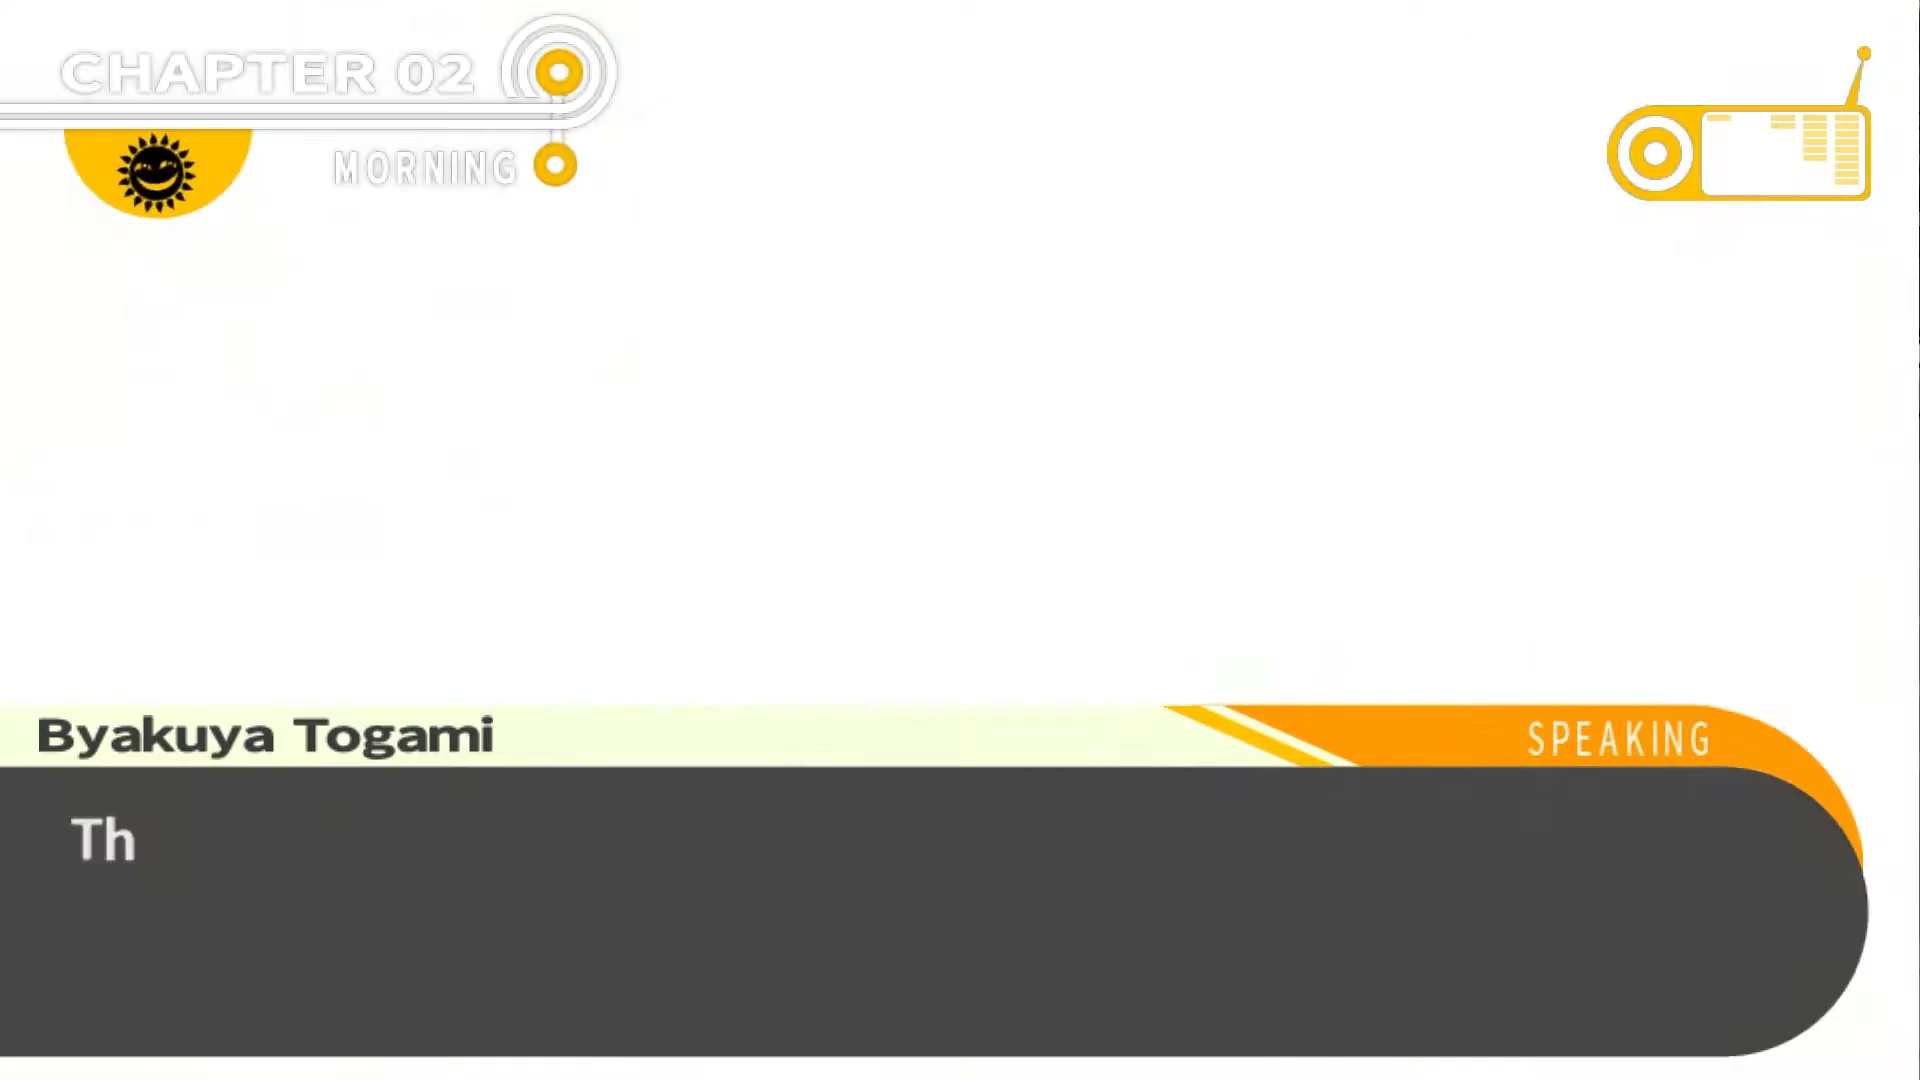 CHAPTER 02
MORNING
Byakuya Togami
SPEAKING
Th